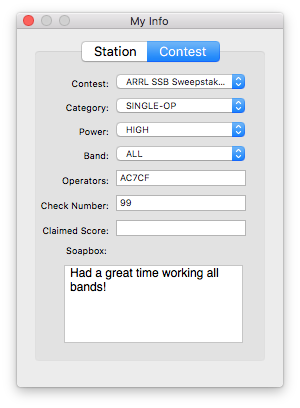 My Info
Station Contest
Contest: ARRL SSB Sweepstak...
Category: SINGLE-OP
Power: HIGH
Band: ALL
Operators: AC7CF
Check Number: 99
Claimed Score:
Soapbox:
Had a great time working all
bands!